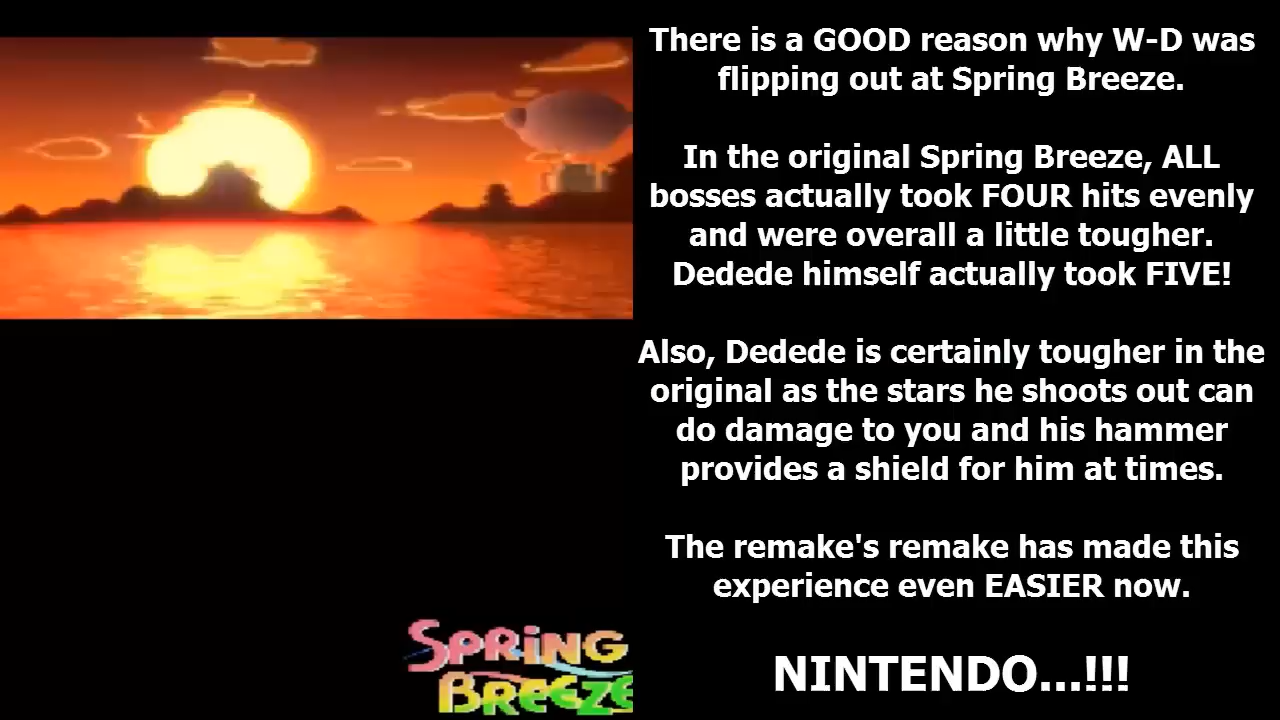 There is a GOOD reason why W-D was
flipping out at Spring Breeze.
In the original Spring Breeze, ALL
bosses actually took FOUR hits evenly
and were overall a little tougher.
Dedede himself actually took FIVE!
Also, Dedede is certainly tougher in the
original as the stars he shoots out can
do damage to you and his hammer
provides a shield for him at times.
The remake's remake has made this
experience even EASIER now.
NINTENDO...!!!
SPRiNG
BREEZE